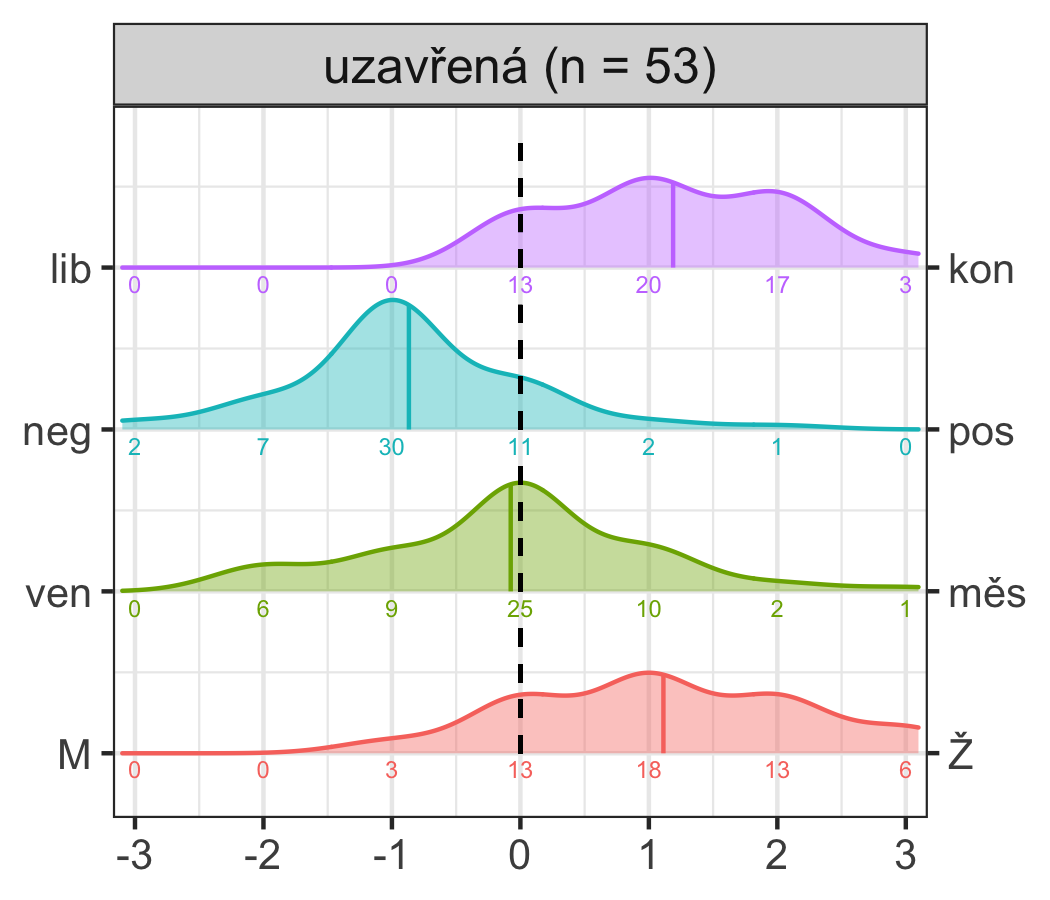 uzavřená (n = 53)
lib kon
0 0 0 13 20 17 3
neg pos
2 7 30 11 2 1 0
ven měs
0 6 9 25 10 2 1
M Ž
0 0 3 13 18 13 6
-3 -2 -1 0 1 2 3